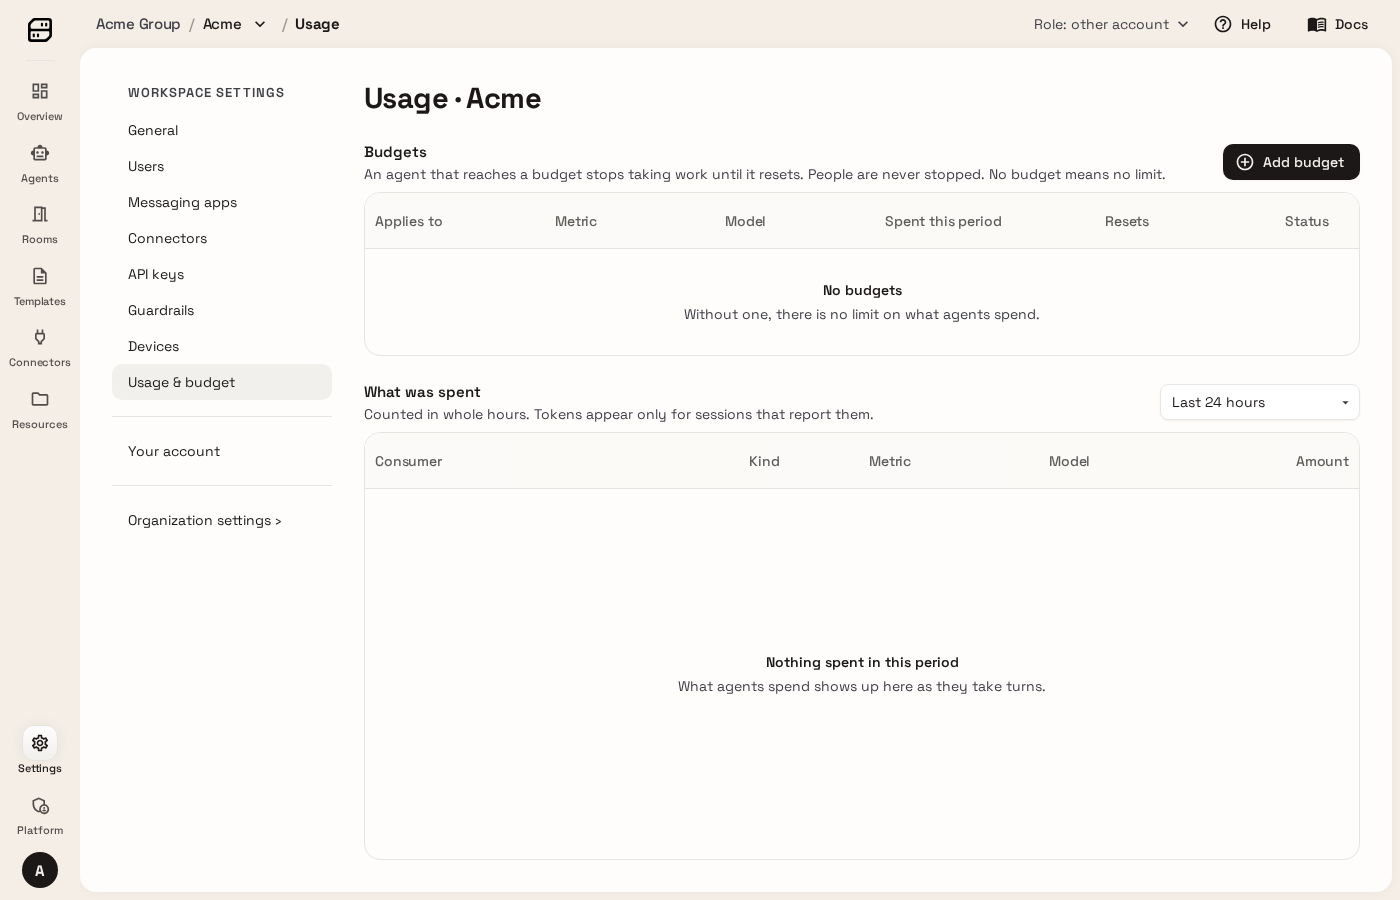 Acme Group / Acme / Usage
Role: other account
Help
Docs
Overview
Agents
Rooms
Templates
Connectors
Resources
Settings
Platform
A
WORKSPACE SETTINGS
General
Users
Messaging apps
Connectors
API keys
Guardrails
Devices
Usage & budget
Your account
Organization settings >
Usage · Acme
Budgets
An agent that reaches a budget stops taking work until it resets. People are never stopped. No budget means no limit.
Add budget
Applies to Metric Model Spent this period Resets Status
No budgets
Without one, there is no limit on what agents spend.
What was spent
Counted in whole hours. Tokens appear only for sessions that report them.
Last 24 hours
Consumer Kind Metric Model Amount
Nothing spent in this period
What agents spend shows up here as they take turns.